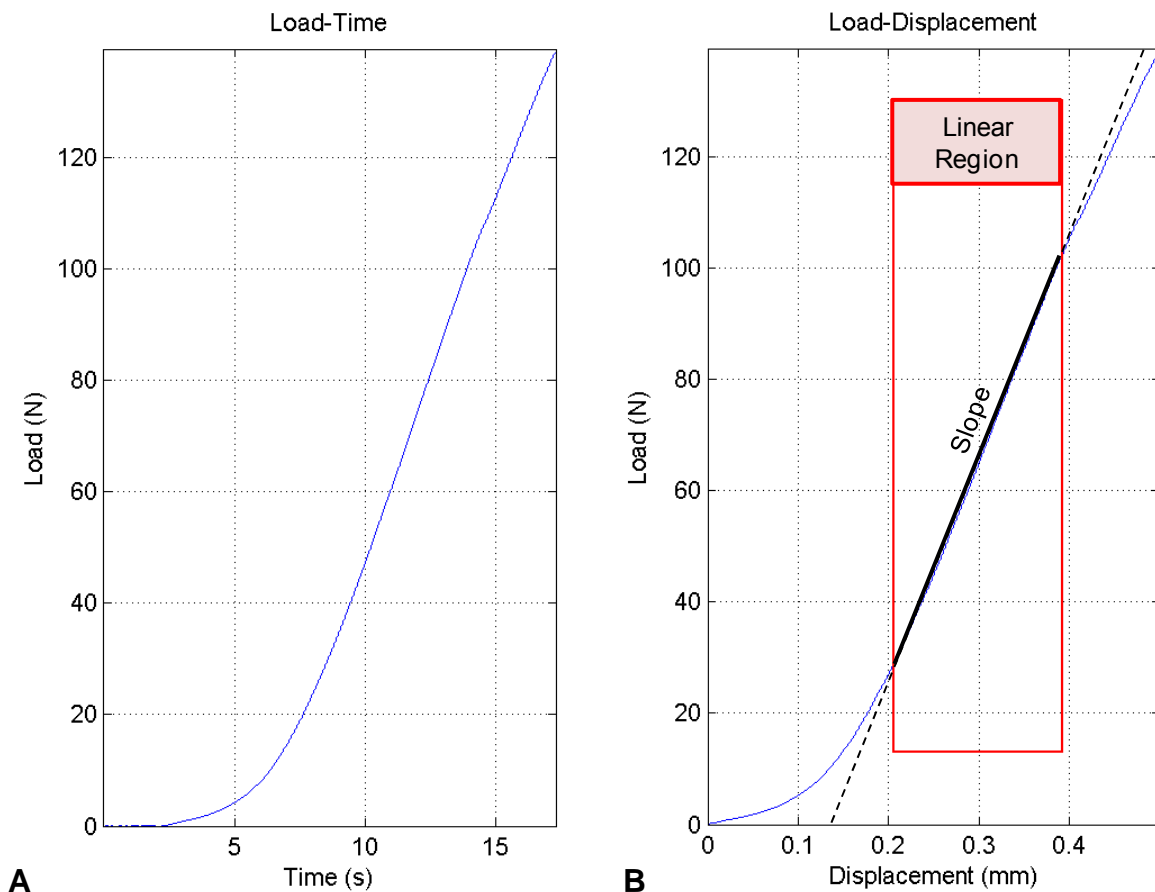 Load-Time
Load (N)
120
100
80
60
40
20
0
5
10
15
Time (s)
A
Load-Displacement
Load (N)
120
100
80
60
40
20
0
0
0.1
0.2
0.3
0.4
Displacement (mm)
Linear
Region
Slope
B